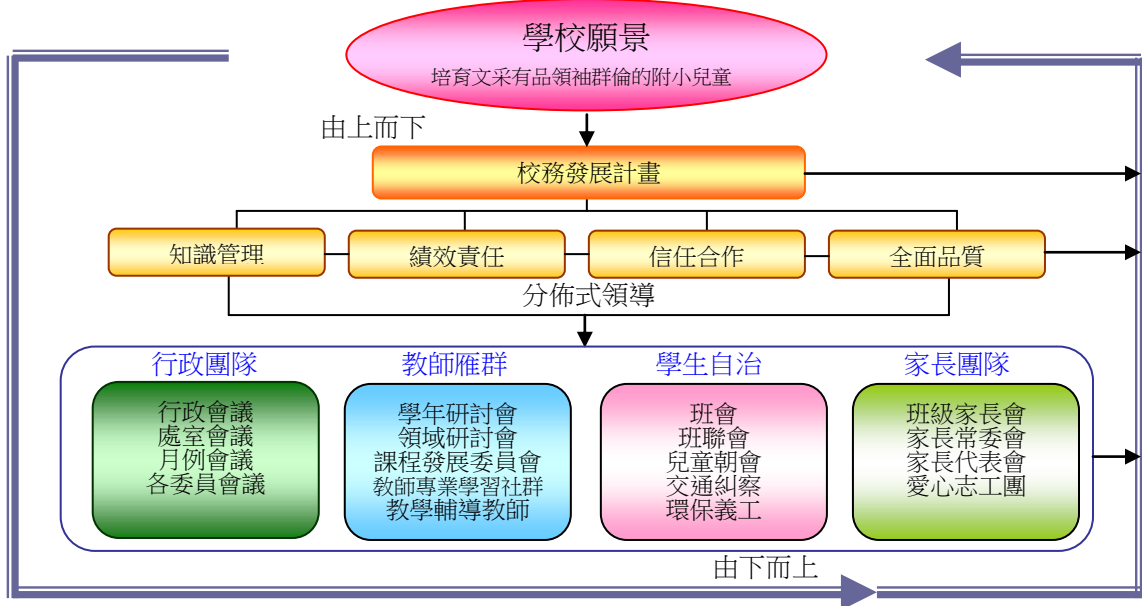 學校願景
培育文采有品領袖群倫的附小兒童
由上而下
校務發展計畫
知識管理
績效責任
信任合作
全面品質
分佈式領導
行政團隊
行政會議
處室會議
月例會議
各委員會議
教師雁群
學年研討會
領域研討會
課程發展委員會
教師專業學習社群
教學輔導教師
學生自治
班會
班聯會
兒童朝會
交通糾察
環保義工
家長團隊
班級家長會
家長常委會
家長代表會
愛心志工團
由下而上